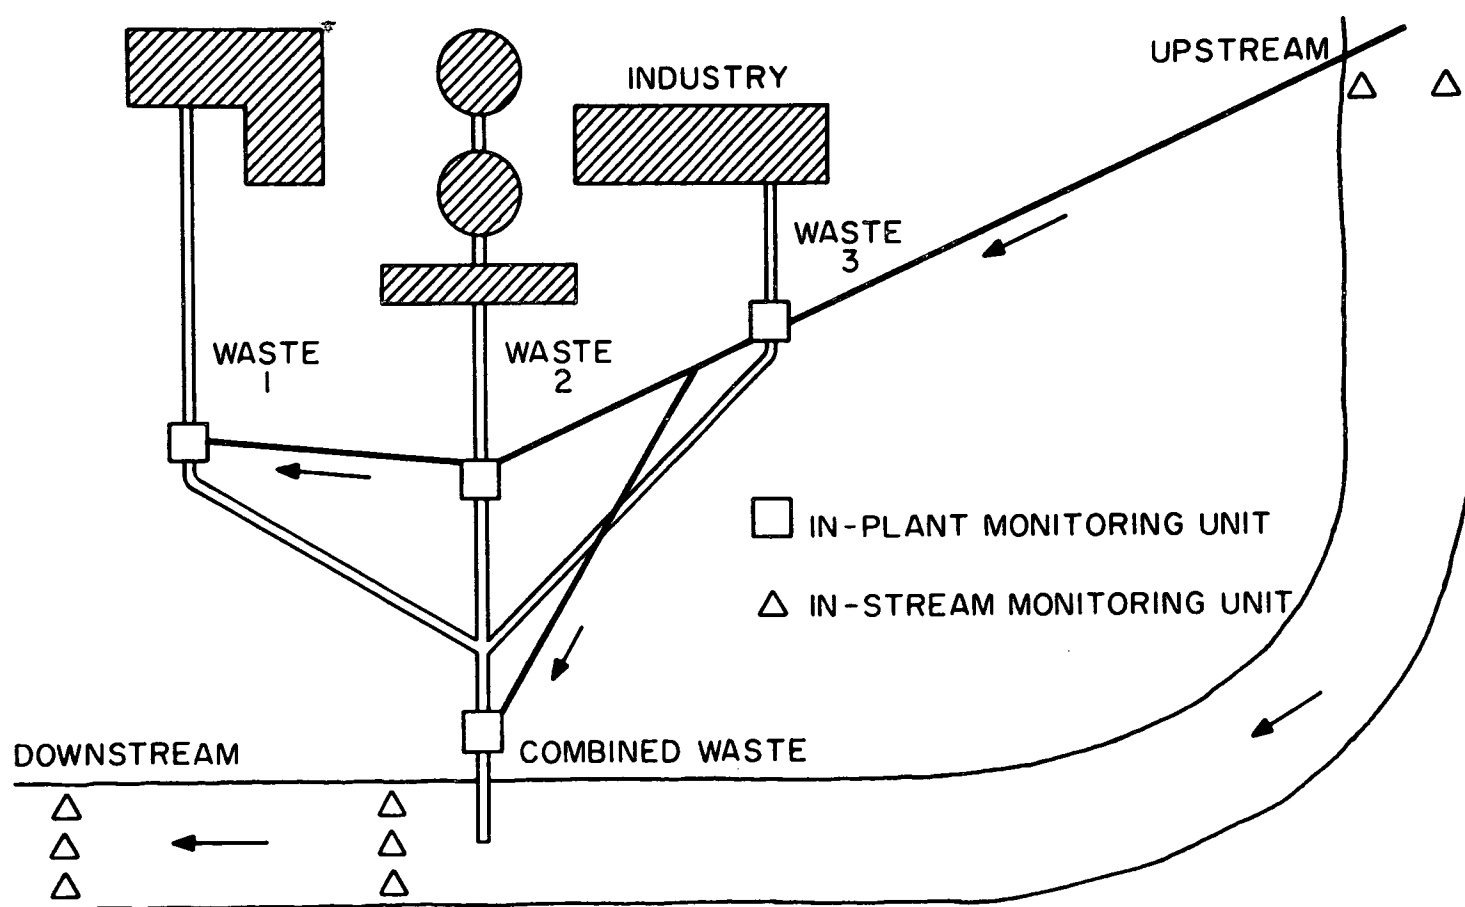 UPSTREAM
INDUSTRY
WASTE
3
WASTE
1
WASTE
2
IN-PLANT MONITORING UNIT
IN-STREAM MONITORING UNIT
DOWNSTREAM
COMBINED WASTE